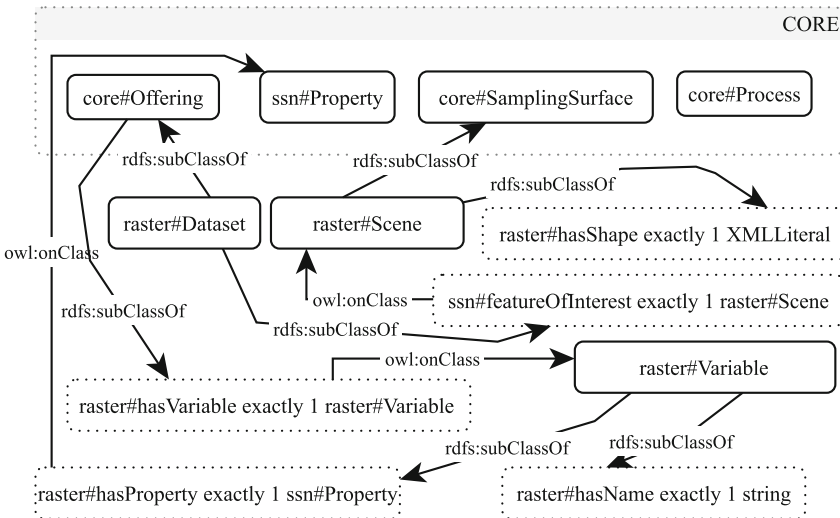 CORE
core#Offering
ssn#Property
core#SamplingSurface
core#Process
rdfs:subClassOf
rdfs:subClassOf
rdfs:subClassOf
raster#Dataset
raster#Scene
raster#hasShape exactly 1 XMLLiteral
owl:onClass
owl:onClass
ssn#featureOfInterest exactly 1 raster#Scene
rdfs:subClassOf
rdfs:subClassOf
owl:onClass
raster#Variable
raster#hasVariable exactly 1 raster#Variable
rdfs:subClassOf
rdfs:subClassOf
raster#hasProperty exactly 1 ssn#Property
raster#hasName exactly 1 string